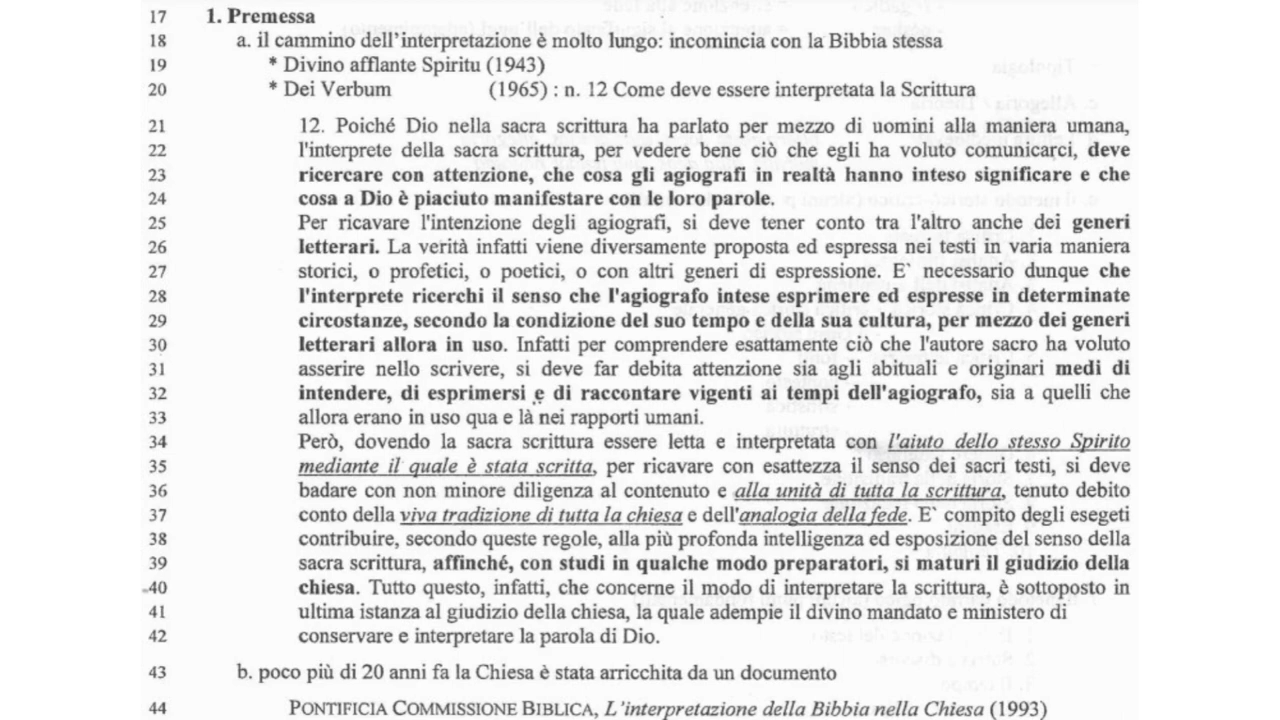 17 1. Premessa
18 a. il cammino dell'interpretazione è molto lungo: incomincia con la Bibbia stessa
19 * Divino afflante Spiritu (1943)
20 * Dei Verbum (1965) : n. 12 Come deve essere interpretata la Scrittura
21 12. Poiché Dio nella sacra scrittura ha parlato per mezzo di uomini alla maniera umana,
22 l'interprete della sacra scrittura, per vedere bene ciò che egli ha voluto comunicarci, deve
23 ricercare con attenzione, che cosa gli agiografi in realtà hanno inteso significare e che
24 cosa a Dio è piaciuto manifestare con le loro parole.
25 Per ricavare l'intenzione degli agiografi, si deve tener conto tra l'altro anche dei generi
26 letterari. La verità infatti viene diversamente proposta ed espressa nei testi in varia maniera
27 storici, o profetici, o poetici, o con altri generi di espressione. E` necessario dunque che
28 l'interprete ricerchi il senso che l'agiografo intese esprimere ed espresse in determinate
29 circostanze, secondo la condizione del suo tempo e della sua cultura, per mezzo dei generi
30 letterari allora in uso. Infatti per comprendere esattamente ciò che l'autore sacro ha voluto
31 asserire nello scrivere, si deve far debita attenzione sia agli abituali e originari medi di
32 intendere, di esprimersi e di raccontare vigenti ai tempi dell'agiografo, sia a quelli che
33 allora erano in uso qua e là nei rapporti umani.
34 Però, dovendo la sacra scrittura essere letta e interpretata con l'aiuto dello stesso Spirito
35 mediante il quale è stata scritta, per ricavare con esattezza il senso dei sacri testi, si deve
36 badare con non minore diligenza al contenuto e alla unità di tutta la scrittura, tenuto debito
37 conto della viva tradizione di tutta la chiesa e dell'analogia della fede. E` compito degli esegeti
38 contribuire, secondo queste regole, alla più profonda intelligenza ed esposizione del senso della
39 sacra scrittura, affinché, con studi in qualche modo preparatori, si maturi il giudizio della
40 chiesa. Tutto questo, infatti, che concerne il modo di interpretare la scrittura, è sottoposto in
41 ultima istanza al giudizio della chiesa, la quale adempie il divino mandato e ministero di
42 conservare e interpretare la parola di Dio.
43 b. poco più di 20 anni fa la Chiesa è stata arricchita da un documento
44 PONTIFICIA COMMISSIONE BIBLICA, L'interpretazione della Bibbia nella Chiesa (1993)